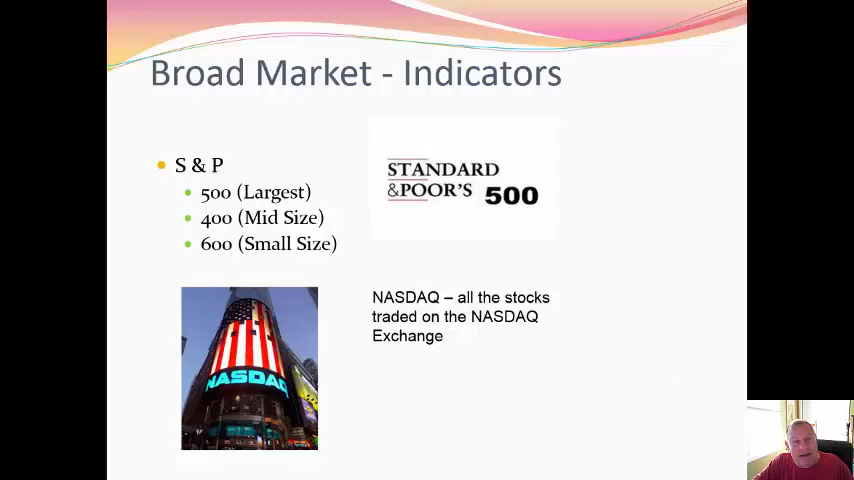 Broad Market - Indicators
S & P
500 (Largest)
400 (Mid Size)
600 (Small Size)
STANDARD
&POOR'S 500
NASDAQ – all the stocks
traded on the NASDAQ
Exchange
NASDAQ